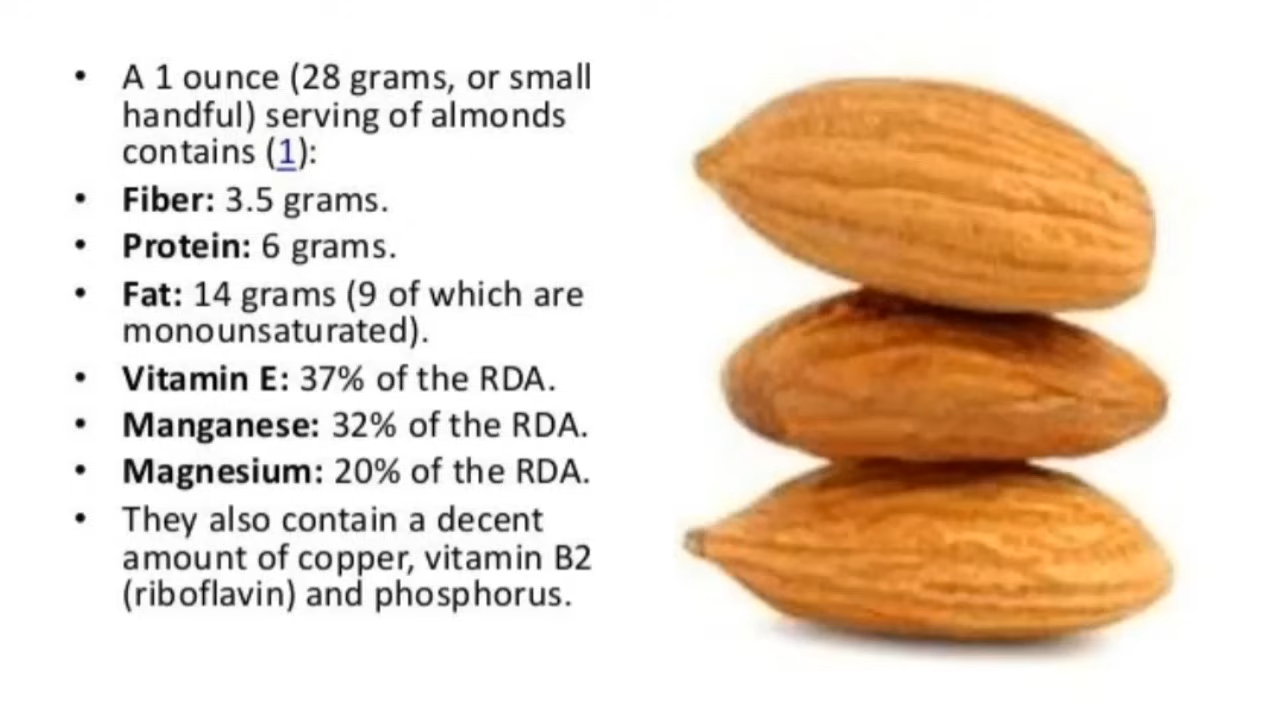 • A 1 ounce (28 grams, or small
handful) serving of almonds
contains (1):
• Fiber: 3.5 grams.
• Protein: 6 grams.
• Fat: 14 grams (9 of which are
monounsaturated).
• Vitamin E: 37% of the RDA.
• Manganese: 32% of the RDA.
• Magnesium: 20% of the RDA.
• They also contain a decent
amount of copper, vitamin B2
(riboflavin) and phosphorus.